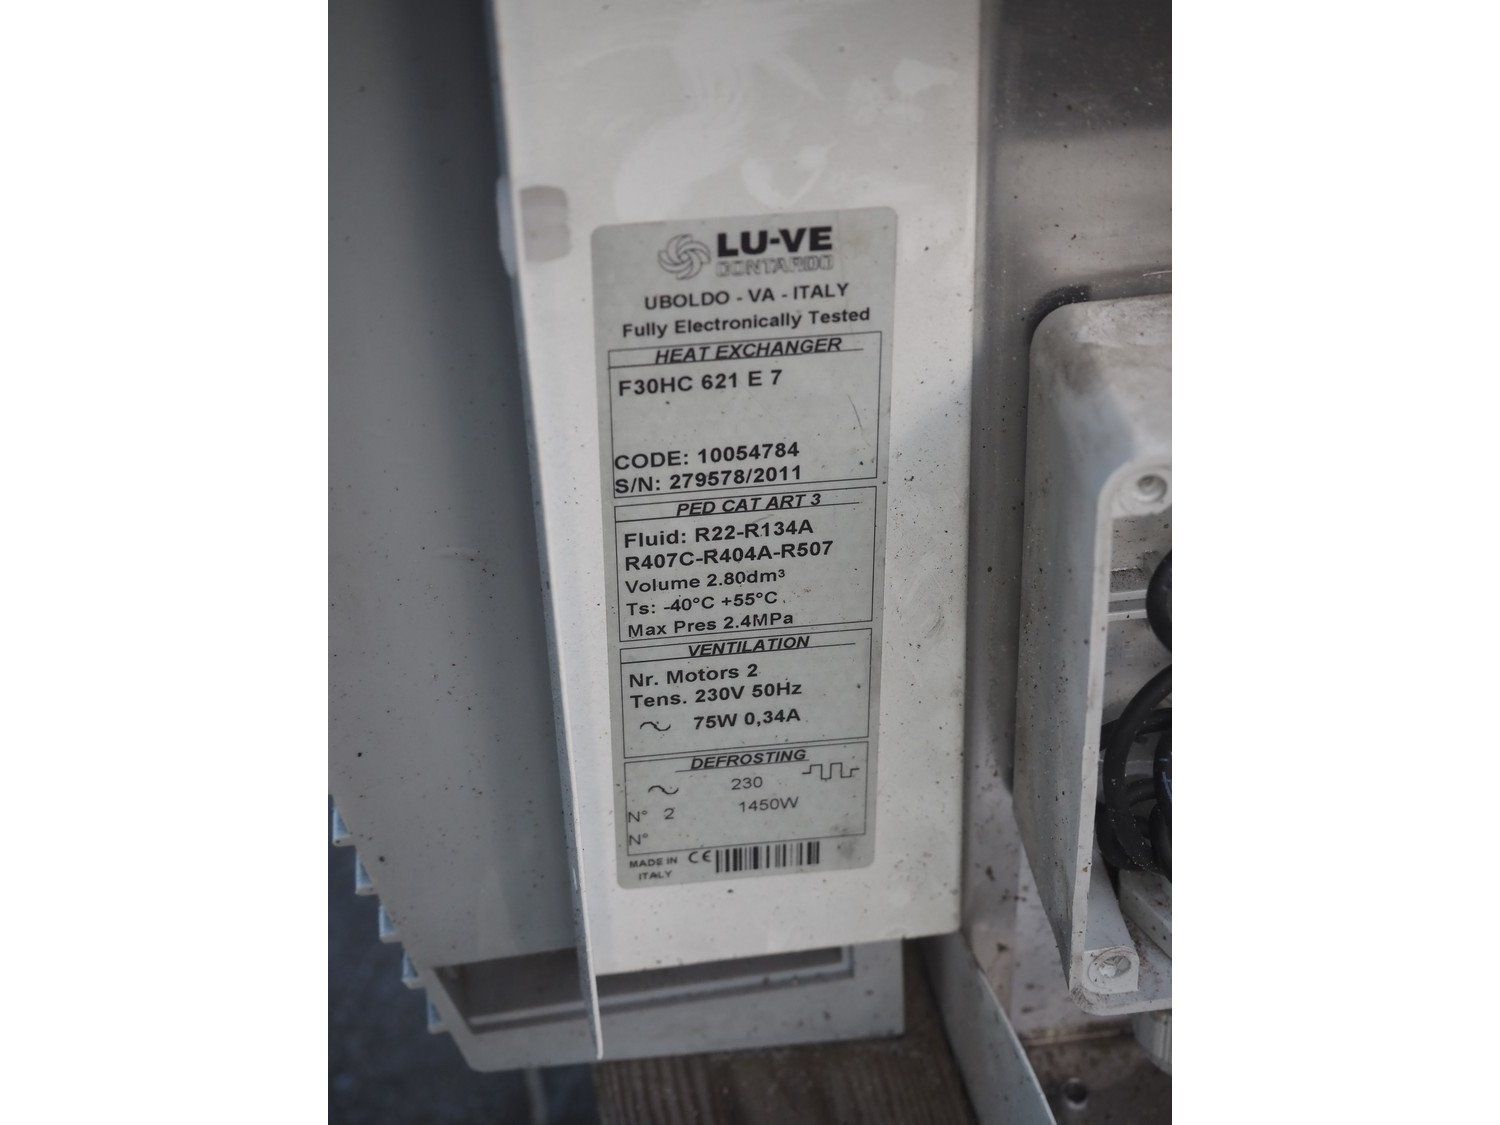 LU-VE
CONTARDO
UBOLDO - VA - ITALY
Fully Electronically Tested
HEAT EXCHANGER
F30HC 621 E 7
CODE: 10054784
S/N: 279578/2011
PED CAT ART 3
Fluid: R22-R134A
R407C-R404A-R507
Volume 2.80dm³
Ts: -40°C +55°C
Max Pres 2.4MPa
VENTILATION
Nr. Motors 2
Tens. 230V 50Hz
75W 0,34A
DEFROSTING
230
N° 2 1450W
N°
MADE IN CE
ITALY